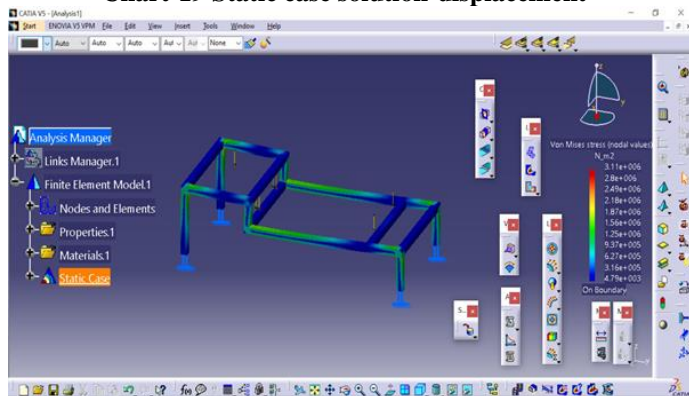 Chart-19 Static case solution-displacement
CATIA V5 - [Analysis1]
Start ENOVIA V5 VPM File Edit View Insert Tools Window Help
Auto Auto Auto Aut Aut None
Analysis Manager
Links Manager.1
Finite Element Model.1
Nodes and Elements
Properties.1
Materials.1
Static Case
Von Mises stress (nodal values)
N_m2
3.11e+006
2.8e+006
2.49e+006
2.18e+006
1.87e+006
1.56e+006
1.25e+006
9.37e+005
6.27e+005
3.16e+005
4.79e+003
On Boundary
S...
z
y
CATIA